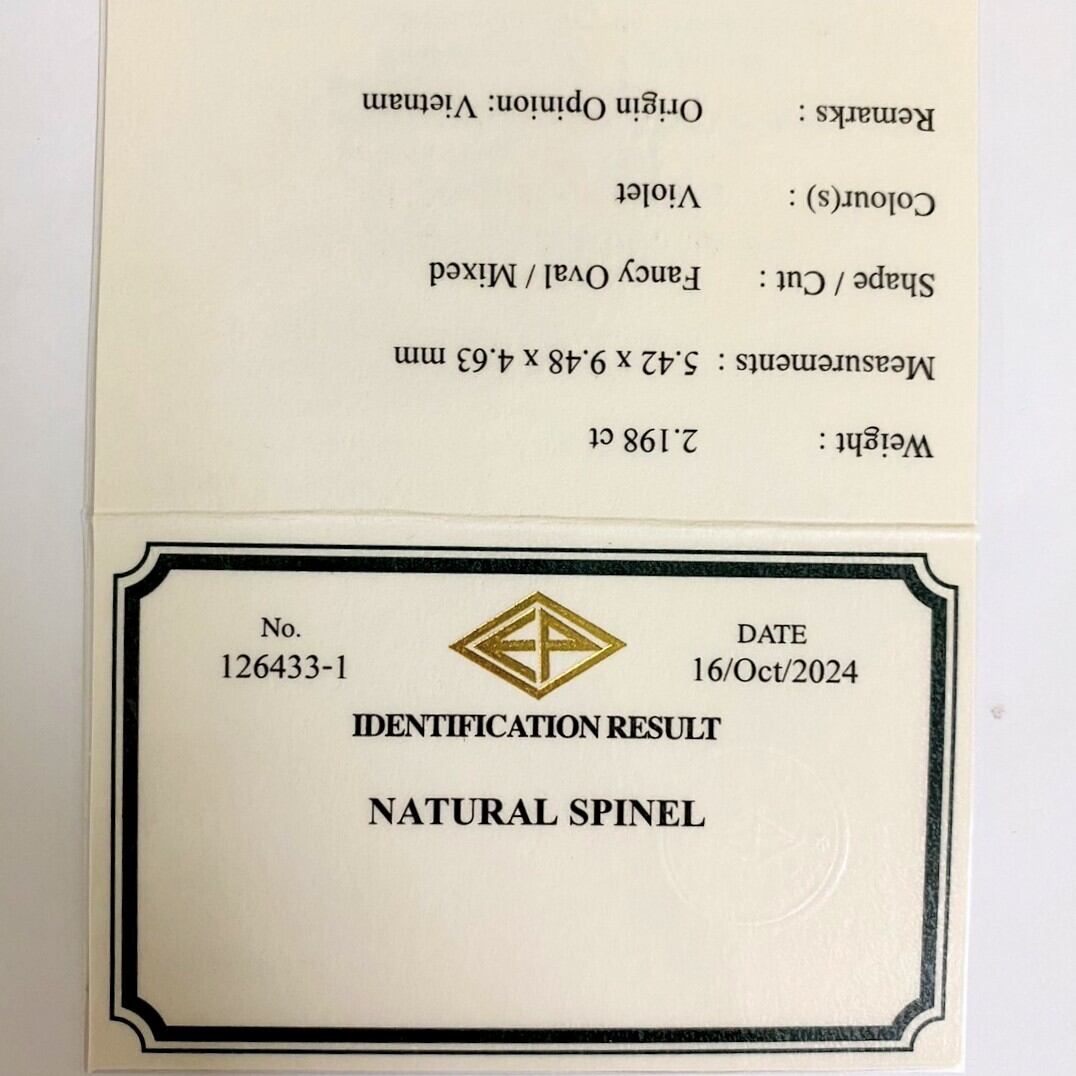 No.
126433-1
EP
DATE
16/Oct/2024
IDENTIFICATION RESULT
NATURAL SPINEL
Weight : 2.198 ct
Measurements : 5.42 x 9.48 x 4.63 mm
Shape / Cut : Fancy Oval / Mixed
Colour(s) : Violet
Remarks : Origin Opinion: Vietnam